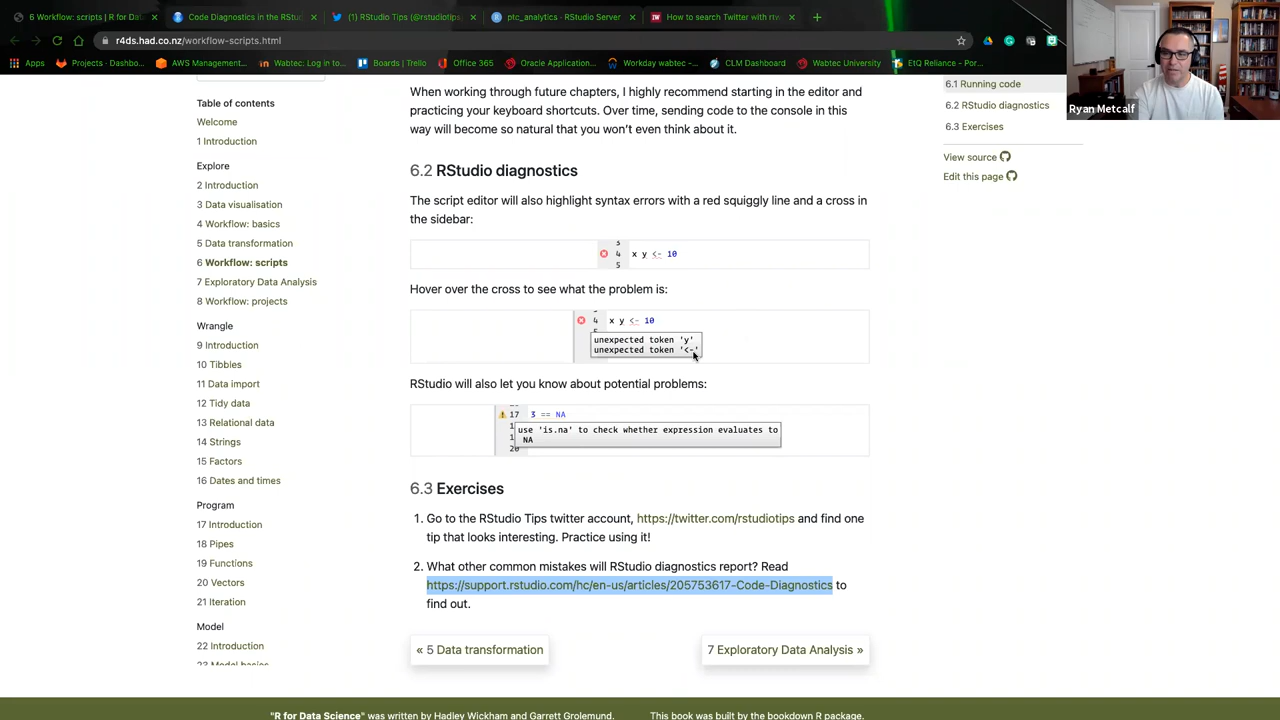 6 Workflow: scripts | R for Da
Code Diagnostics in the RStu
(1) RStudio Tips (@rstudiotips
ptc_analytics - RStudio Server
How to search Twitter with rtw
r4ds.had.co.nz/workflow-scripts.html
Apps
Projects - Dashbo...
AWS Management...
Wabtec: Log in to...
Boards | Trello
Office 365
Oracle Application...
Workday wabtec -...
CLM Dashboard
Wabtec University
EtQ Reliance - Por...
Ryan Metcalf
Table of contents
Welcome
1 Introduction
Explore
2 Introduction
3 Data visualisation
4 Workflow: basics
5 Data transformation
6 Workflow: scripts
7 Exploratory Data Analysis
8 Workflow: projects
Wrangle
9 Introduction
10 Tibbles
11 Data import
12 Tidy data
13 Relational data
14 Strings
15 Factors
16 Dates and times
Program
17 Introduction
18 Pipes
19 Functions
20 Vectors
21 Iteration
Model
22 Introduction
23 Model basics
When working through future chapters, I highly recommend starting in the editor and
practicing your keyboard shortcuts. Over time, sending code to the console in this
way will become so natural that you won't even think about it.
6.2 RStudio diagnostics
The script editor will also highlight syntax errors with a red squiggly line and a cross in
the sidebar:
3
4 x y <- 10
5
Hover over the cross to see what the problem is:
4 x y <- 10
unexpected token 'y'
unexpected token '<-'
RStudio will also let you know about potential problems:
17 3 == NA
use 'is.na' to check whether expression evaluates to
NA
20
6.3 Exercises
1. Go to the RStudio Tips twitter account, https://twitter.com/rstudiotips and find one
tip that looks interesting. Practice using it!
2. What other common mistakes will RStudio diagnostics report? Read
https://support.rstudio.com/hc/en-us/articles/205753617-Code-Diagnostics to
find out.
« 5 Data transformation
7 Exploratory Data Analysis »
6.1 Running code
6.2 RStudio diagnostics
6.3 Exercises
View source
Edit this page
"R for Data Science" was written by Hadley Wickham and Garrett Grolemund.
This book was built by the bookdown R package.